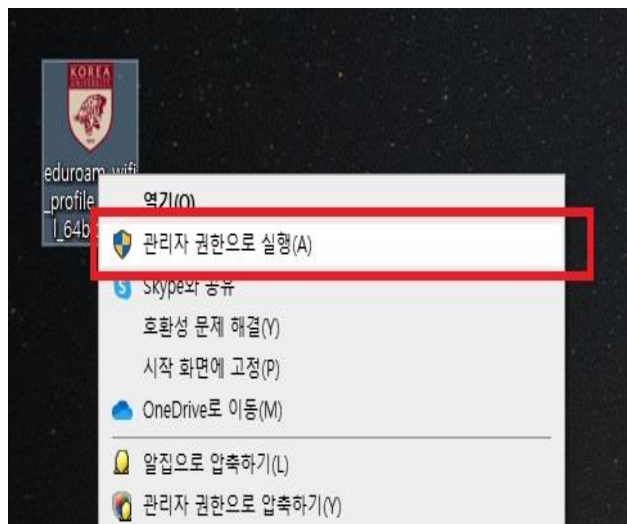 KOREA
eduroam_wifi
_profile
l_64b
열기(O)
관리자 권한으로 실행(A)
Skype와 공유
호환성 문제 해결(Y)
시작 화면에 고정(P)
OneDrive로 이동(M)
알집으로 압축하기(L)
관리자 권한으로 압축하기(Y)